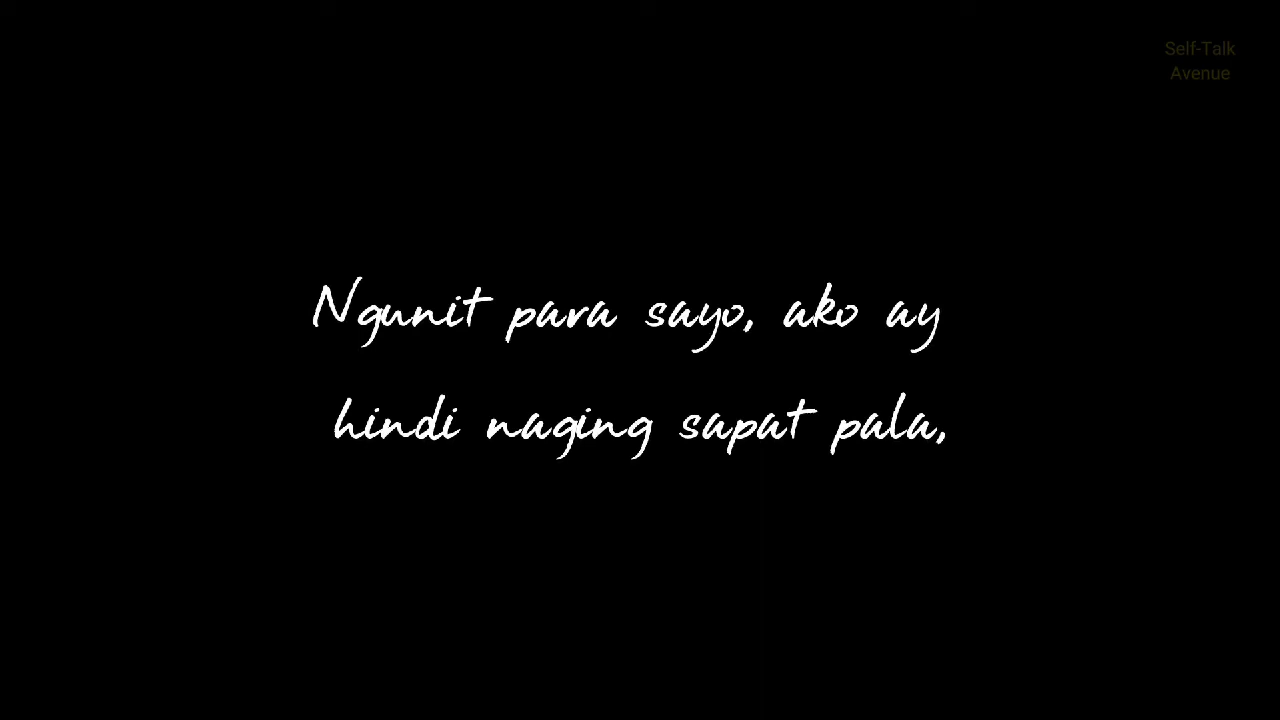 Self-Talk
Avenue
Ngunit para sayo, ako ay
hindi naging sapat pala,